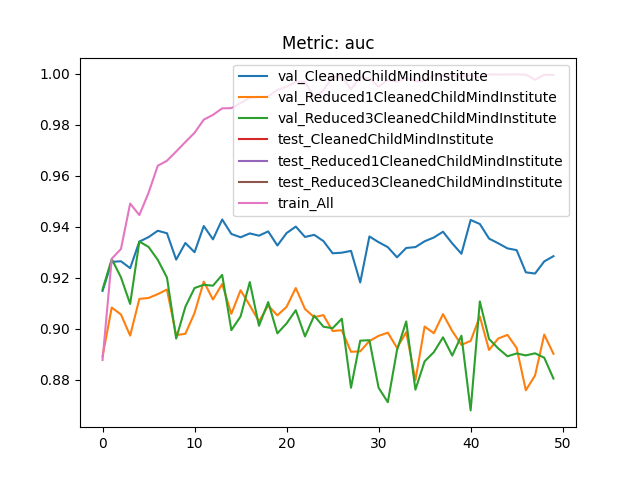 Metric: auc
1.00
0.98
0.96
0.94
0.92
0.90
0.88
val_CleanedChildMindInstitute
val_Reduced1CleanedChildMindInstitute
val_Reduced3CleanedChildMindInstitute
test_CleanedChildMindInstitute
test_Reduced1CleanedChildMindInstitute
test_Reduced3CleanedChildMindInstitute
train_All
0 10 20 30 40 50